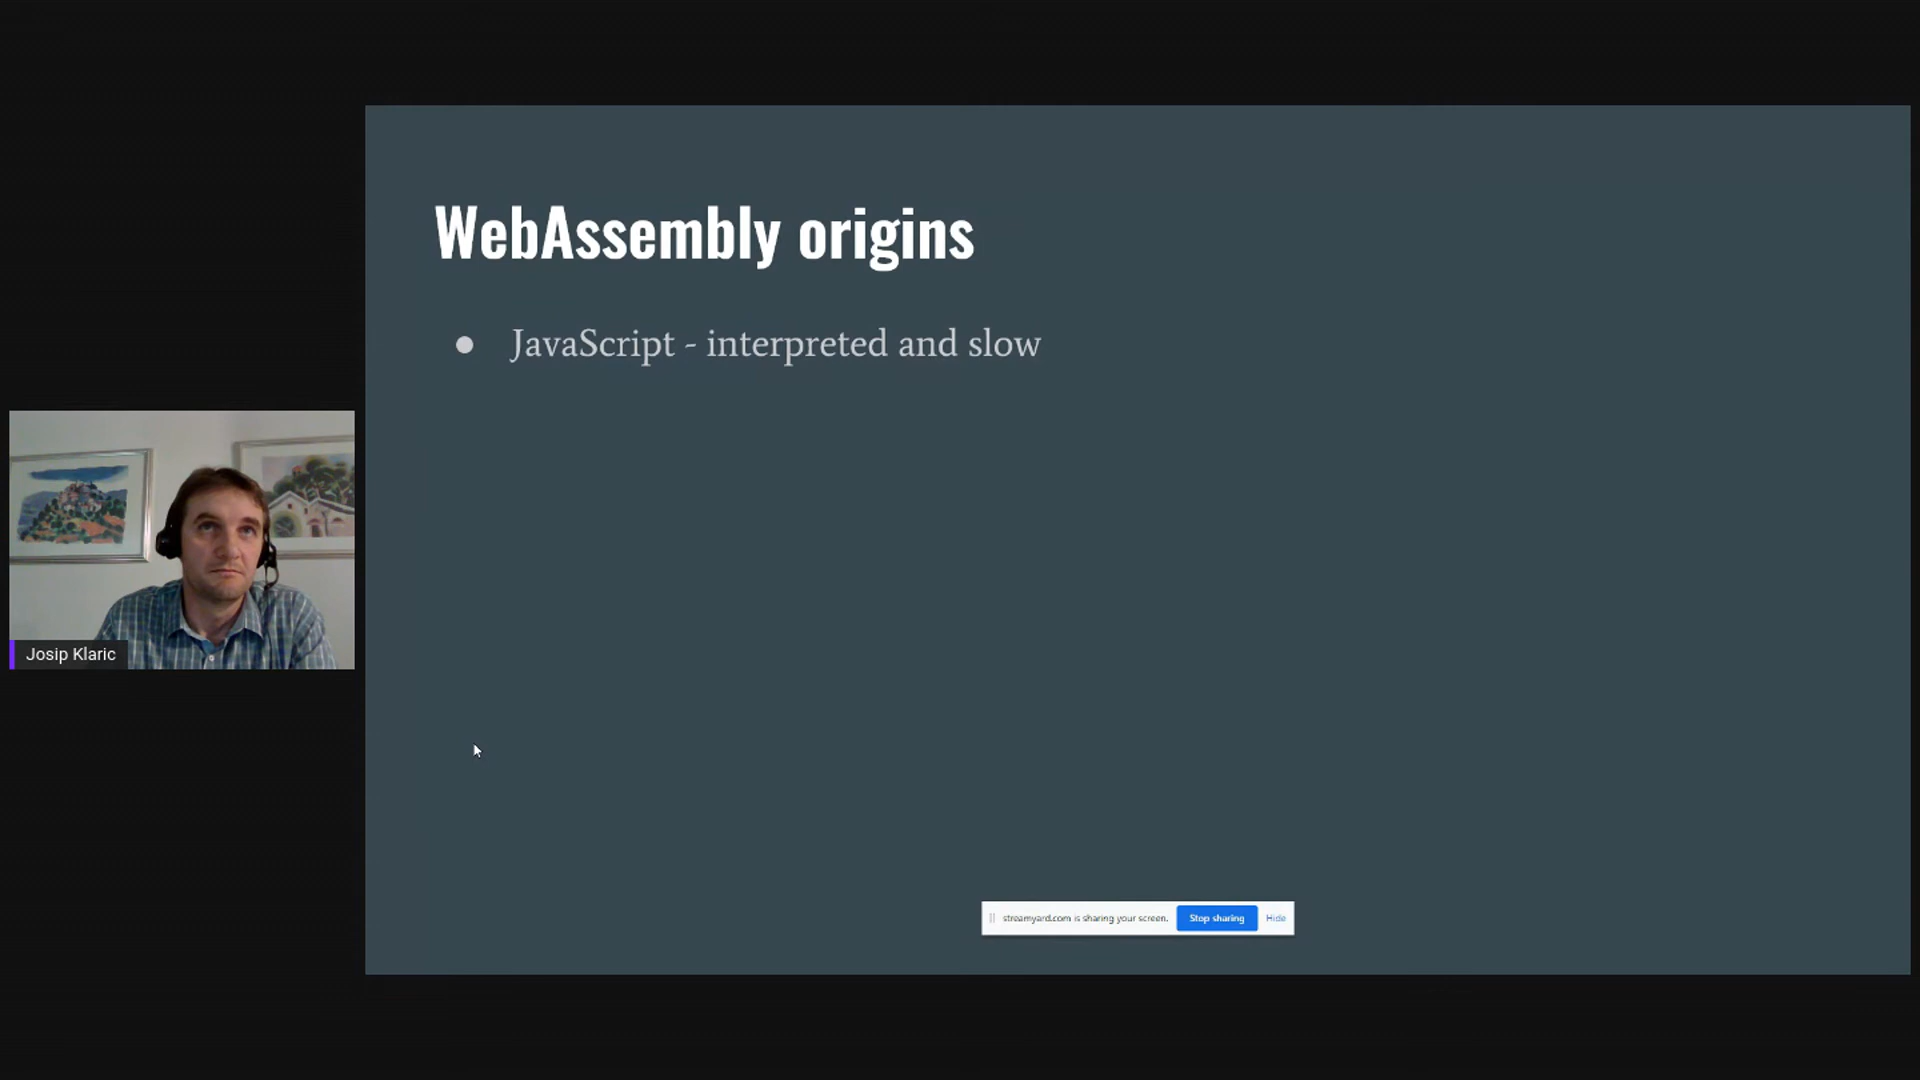 WebAssembly origins
● JavaScript - interpreted and slow
Josip Klaric
streamyard.com is sharing your screen. Stop sharing Hide